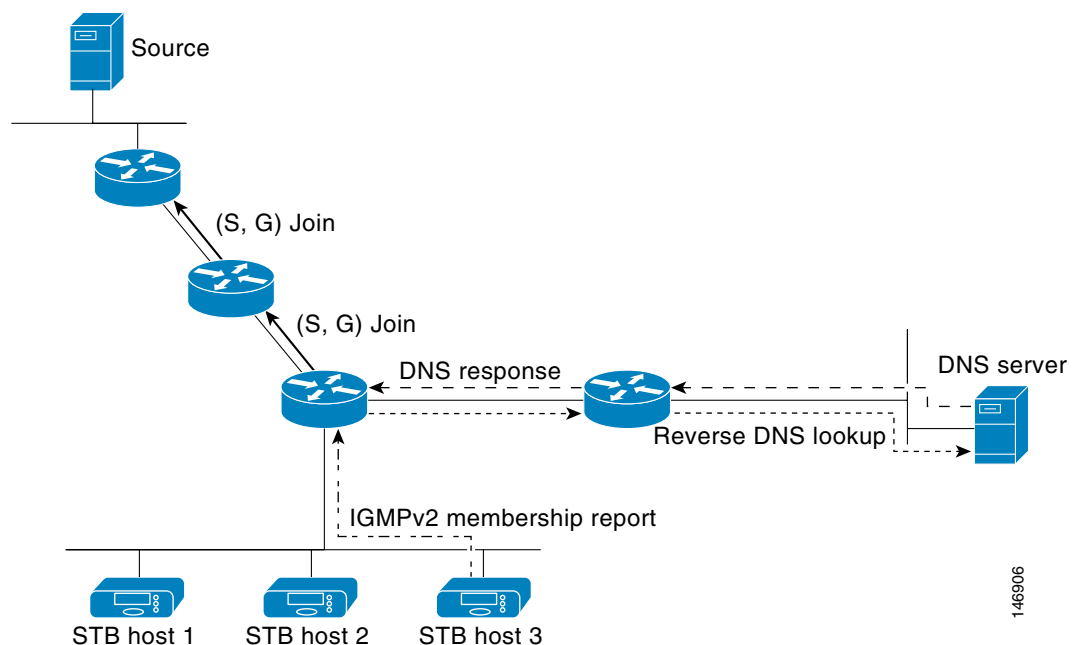 Source
(S, G) Join
(S, G) Join
DNS response
DNS server
Reverse DNS lookup
IGMPv2 membership report
STB host 1
STB host 2
STB host 3
146906